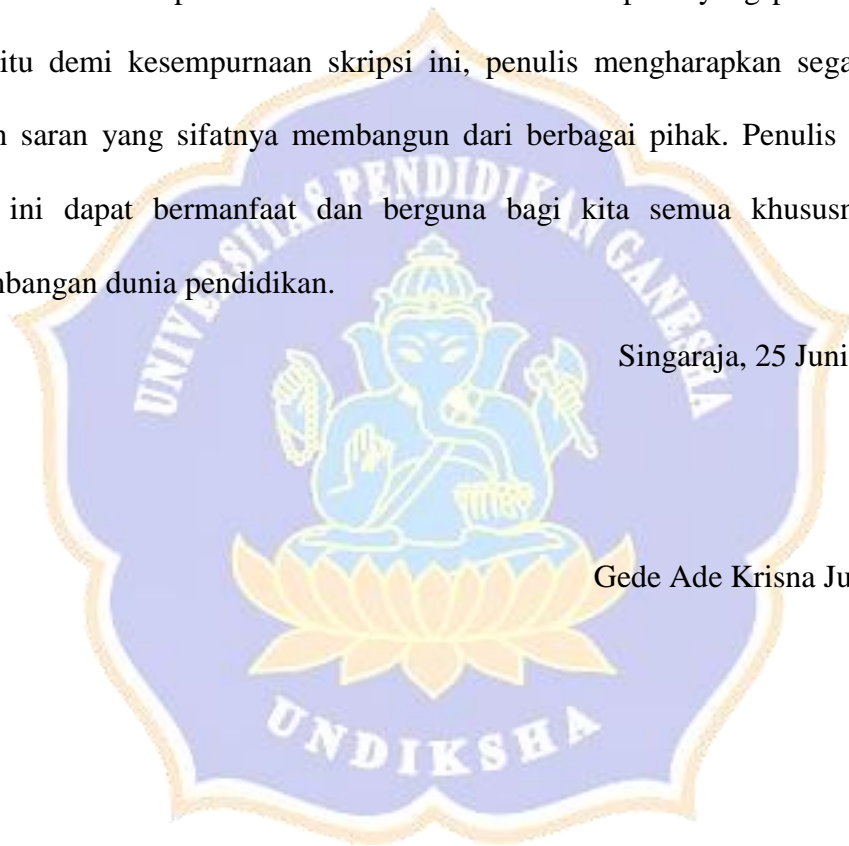 itu demi kesempurnaan skripsi ini, penulis mengharapkan sega
saran yang sifatnya membangun dari berbagai pihak. Penulis
ini dapat bermanfaat dan berguna bagi kita semua khususn
mbangan dunia pendidikan.
UNIVERSITAS PENDIDIKAN GANESHA
Singaraja, 25 Juni
Gede Ade Krisna Ju
UNDIKSHA